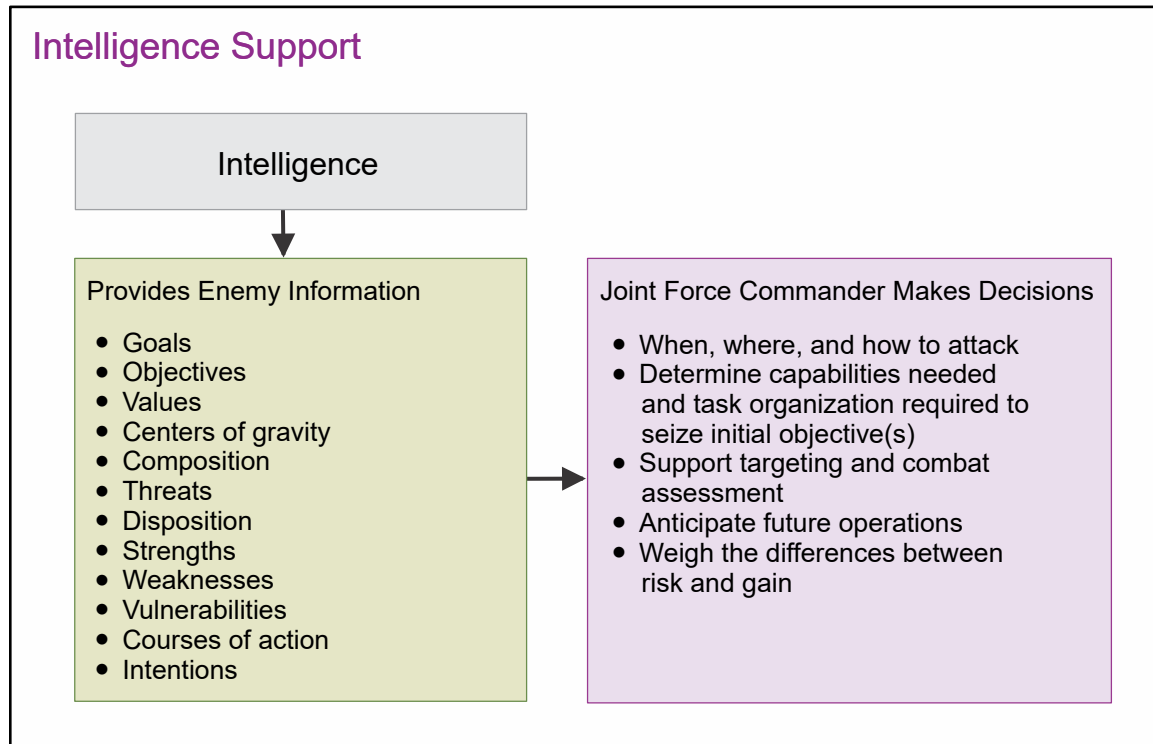 Intelligence Support
Intelligence
Provides Enemy Information
• Goals
• Objectives
• Values
• Centers of gravity
• Composition
• Threats
• Disposition
• Strengths
• Weaknesses
• Vulnerabilities
• Courses of action
• Intentions
Joint Force Commander Makes Decisions
• When, where, and how to attack
• Determine capabilities needed
and task organization required to
seize initial objective(s)
• Support targeting and combat
assessment
• Anticipate future operations
• Weigh the differences between
risk and gain